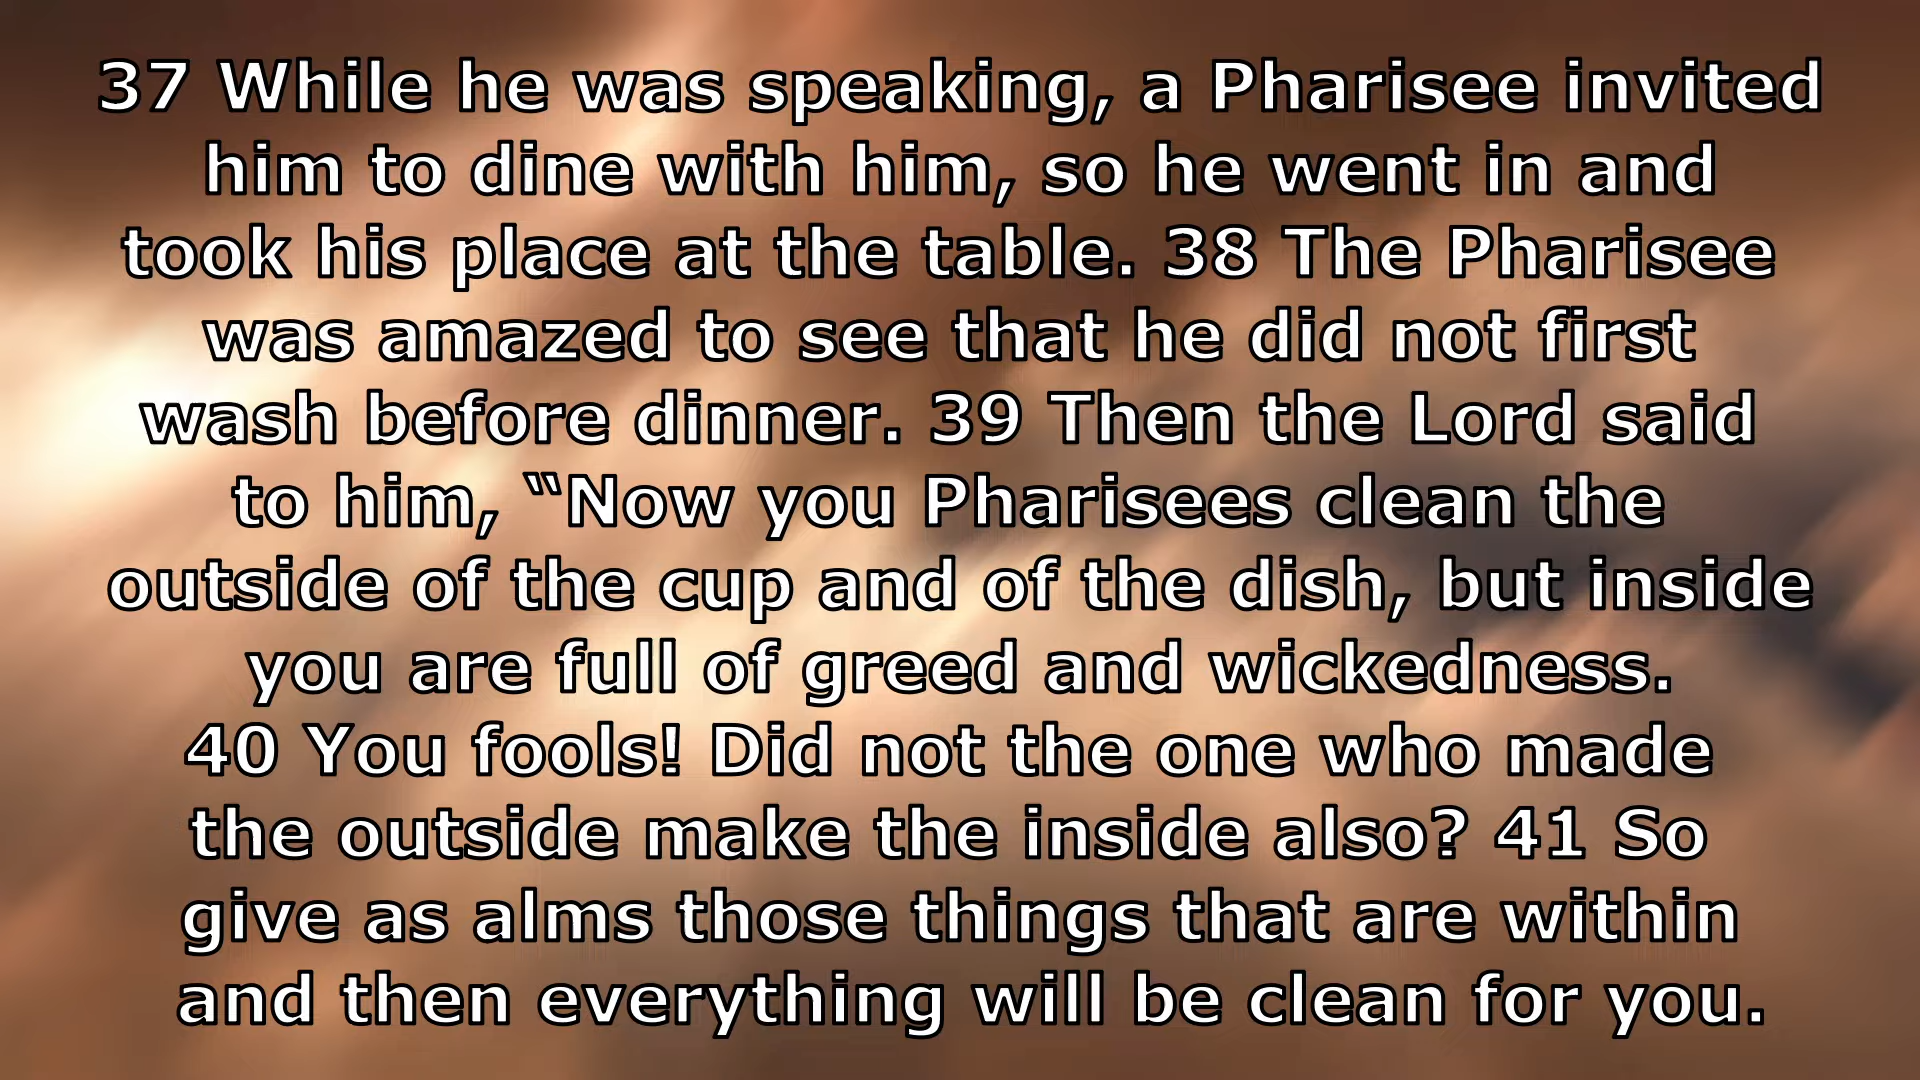 37 While he was speaking, a Pharisee invited
him to dine with him, so he went in and
took his place at the table. 38 The Pharisee
was amazed to see that he did not first
wash before dinner. 39 Then the Lord said
to him, “Now you Pharisees clean the
outside of the cup and of the dish, but inside
you are full of greed and wickedness.
40 You fools! Did not the one who made
the outside make the inside also? 41 So
give as alms those things that are within
and then everything will be clean for you.